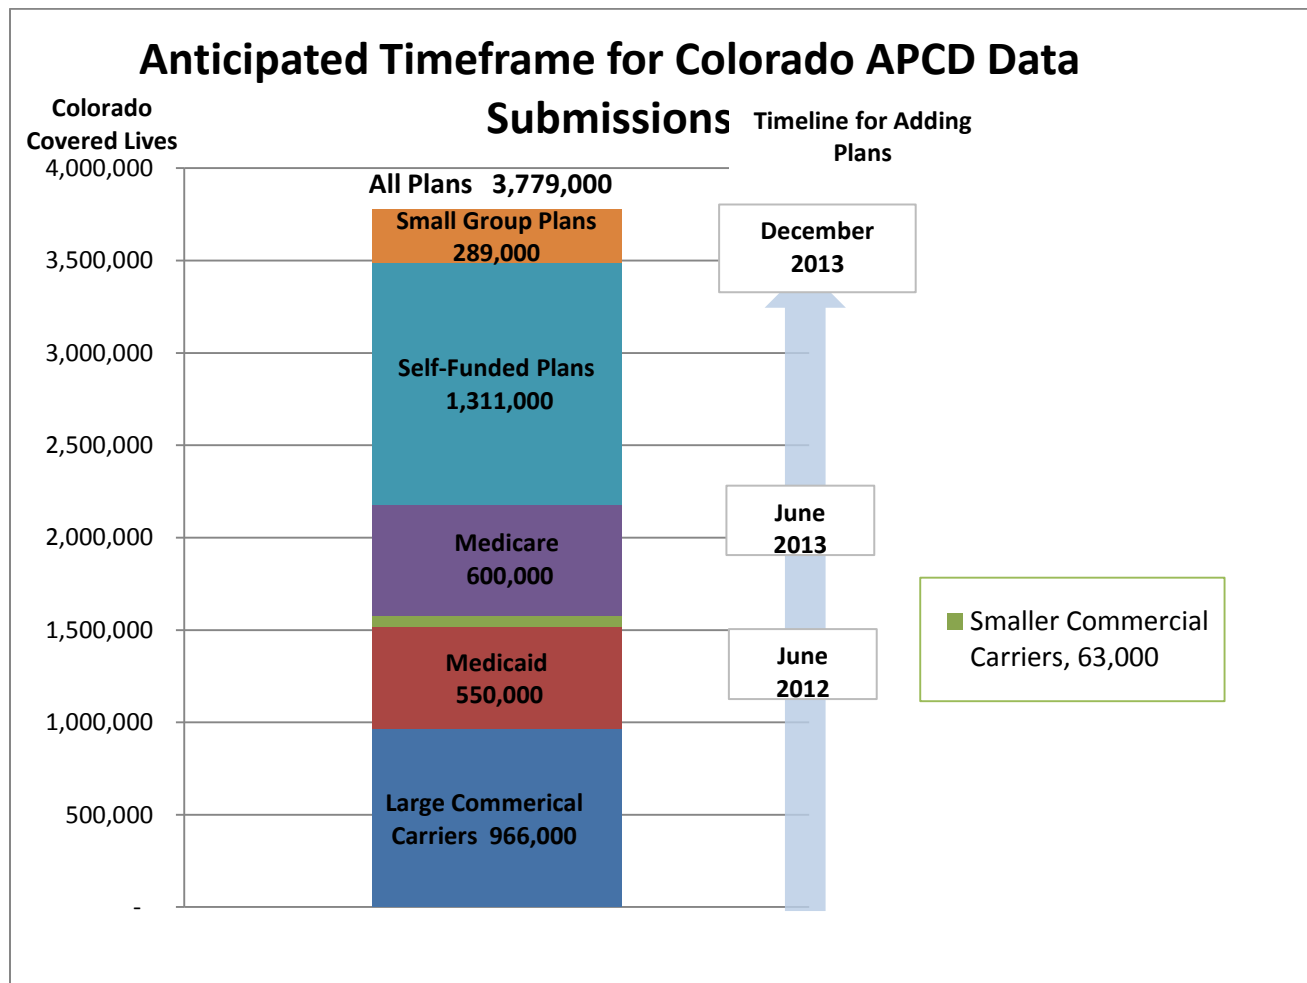 Anticipated Timeframe for Colorado APCD Data
Submissions
Colorado
Covered Lives
Timeline for Adding
Plans
4,000,000
3,500,000
3,000,000
2,500,000
2,000,000
1,500,000
1,000,000
500,000
-
All Plans 3,779,000
Small Group Plans
289,000
Self-Funded Plans
1,311,000
Medicare
600,000
Medicaid
550,000
Large Commerical
Carriers 966,000
December
2013
June
2013
June
2012
Smaller Commercial
Carriers, 63,000